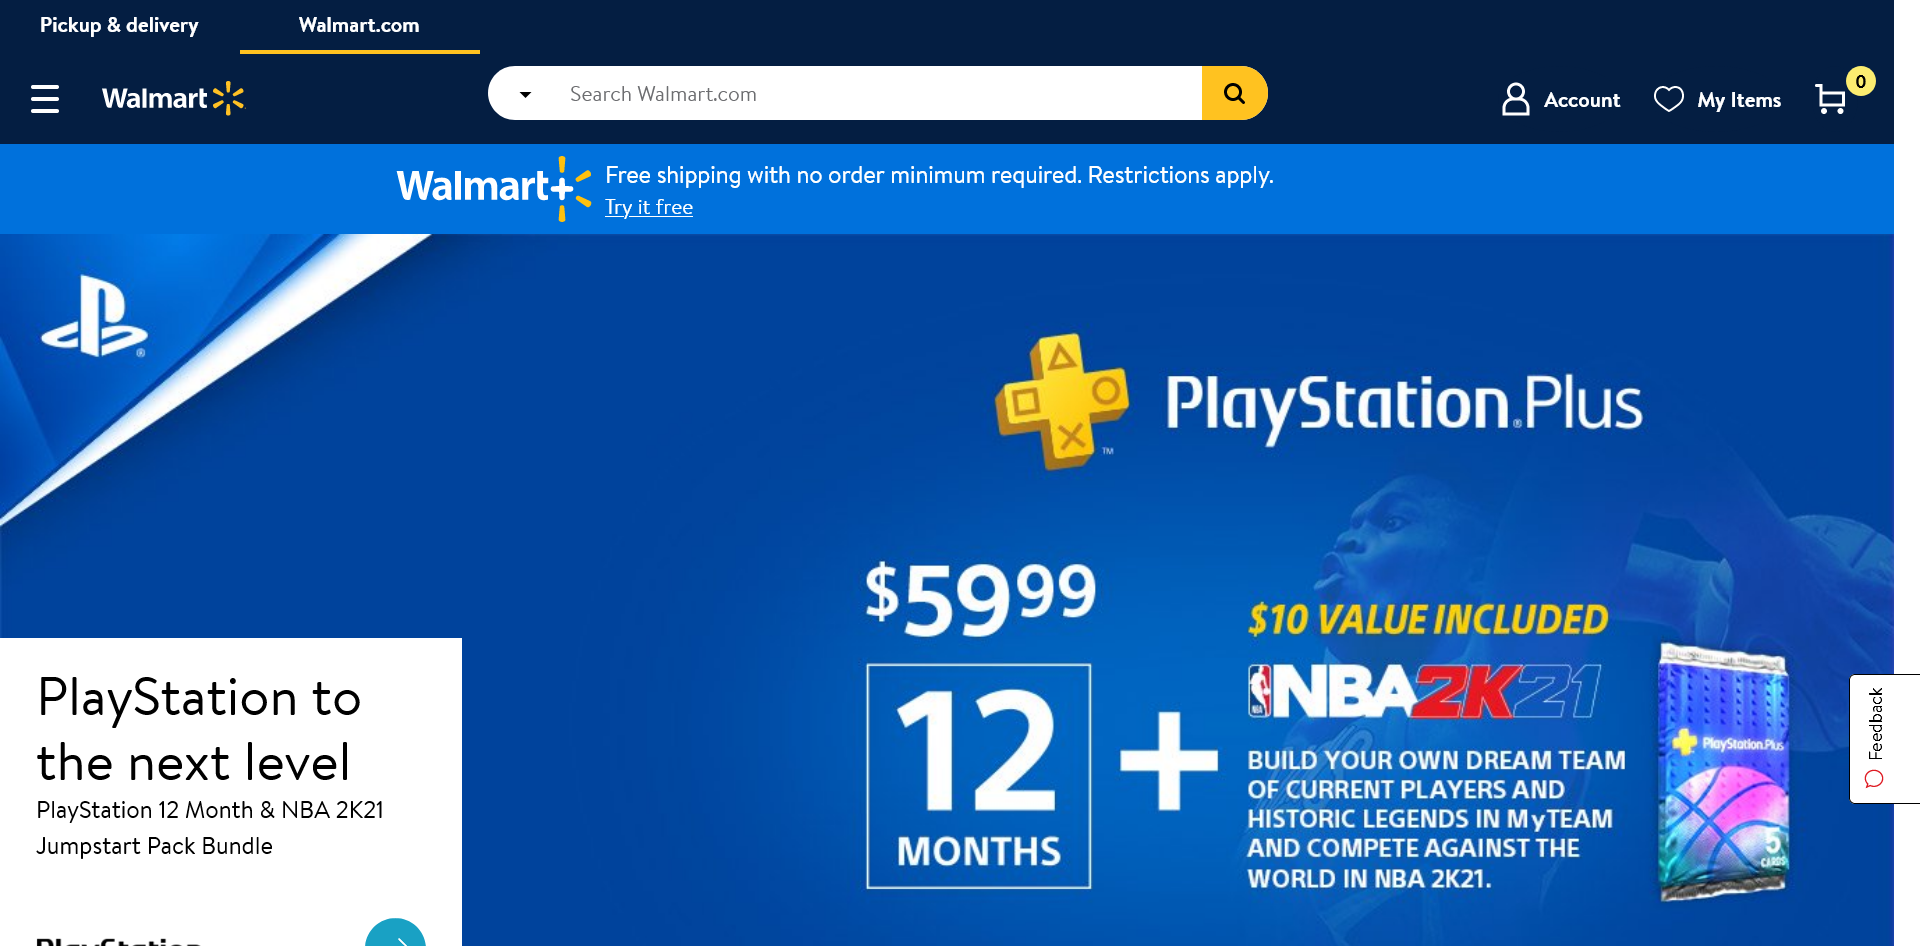 Pickup & delivery
Walmart.com
Walmart
Search Walmart.com
Account
My Items
0
Walmart+
Free shipping with no order minimum required. Restrictions apply.
Try it free
PlayStation®Plus
TM
$59 99
12
MONTHS
+
$10 VALUE INCLUDED
NBA 2K21
BUILD YOUR OWN DREAM TEAM
OF CURRENT PLAYERS AND
HISTORIC LEGENDS IN MyTEAM
AND COMPETE AGAINST THE
WORLD IN NBA 2K21.
PlayStation Plus
5
CARDS
Feedback
PlayStation to
the next level
PlayStation 12 Month & NBA 2K21
Jumpstart Pack Bundle
PlayStation